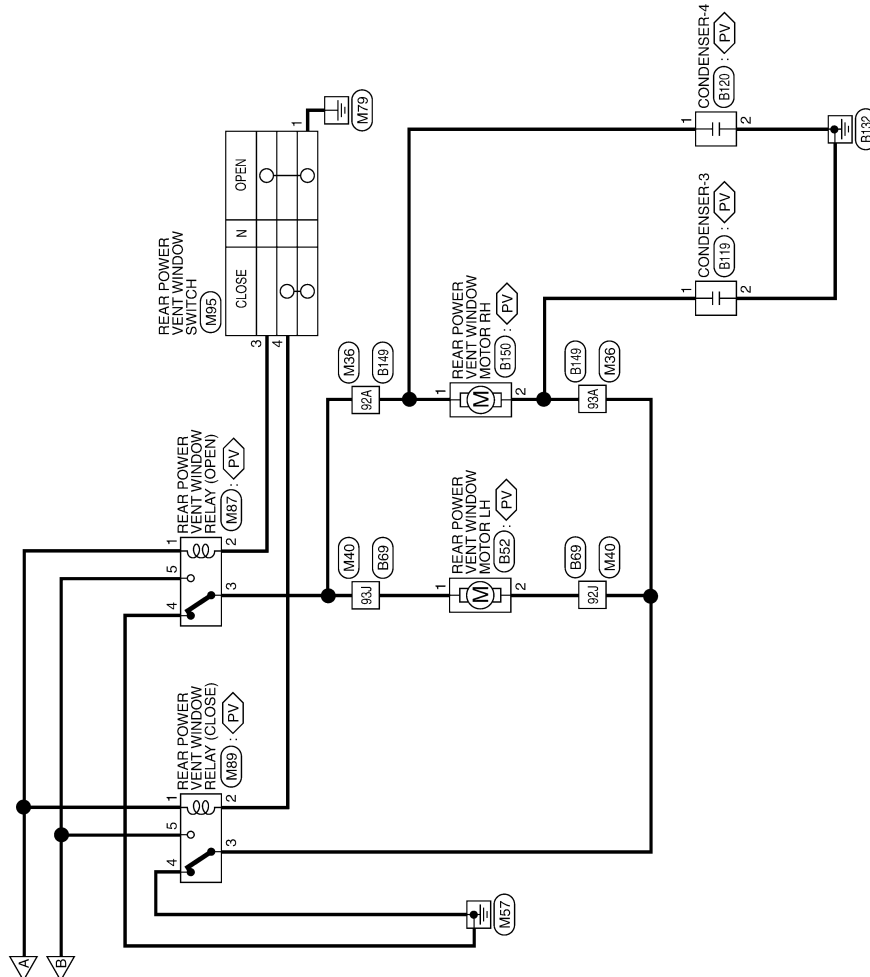 A
B
REAR POWER
VENT WINDOW
RELAY (CLOSE)
M89 : PV
1
5
4
2
3
REAR POWER
VENT WINDOW
RELAY (OPEN)
M87 : PV
1
5
4
2
3
REAR POWER
VENT WINDOW
SWITCH
M95
CLOSE
N
OPEN
3
4
1
M79
M57
93J
M40
B69
REAR POWER
VENT WINDOW
MOTOR LH
B52 : PV
1
M
2
92J
B69
M40
92A
M36
B149
REAR POWER
VENT WINDOW
MOTOR RH
B150 : PV
1
M
2
93A
B149
M36
CONDENSER-3
B119 : PV
1
2
CONDENSER-4
B120 : PV
1
2
B132